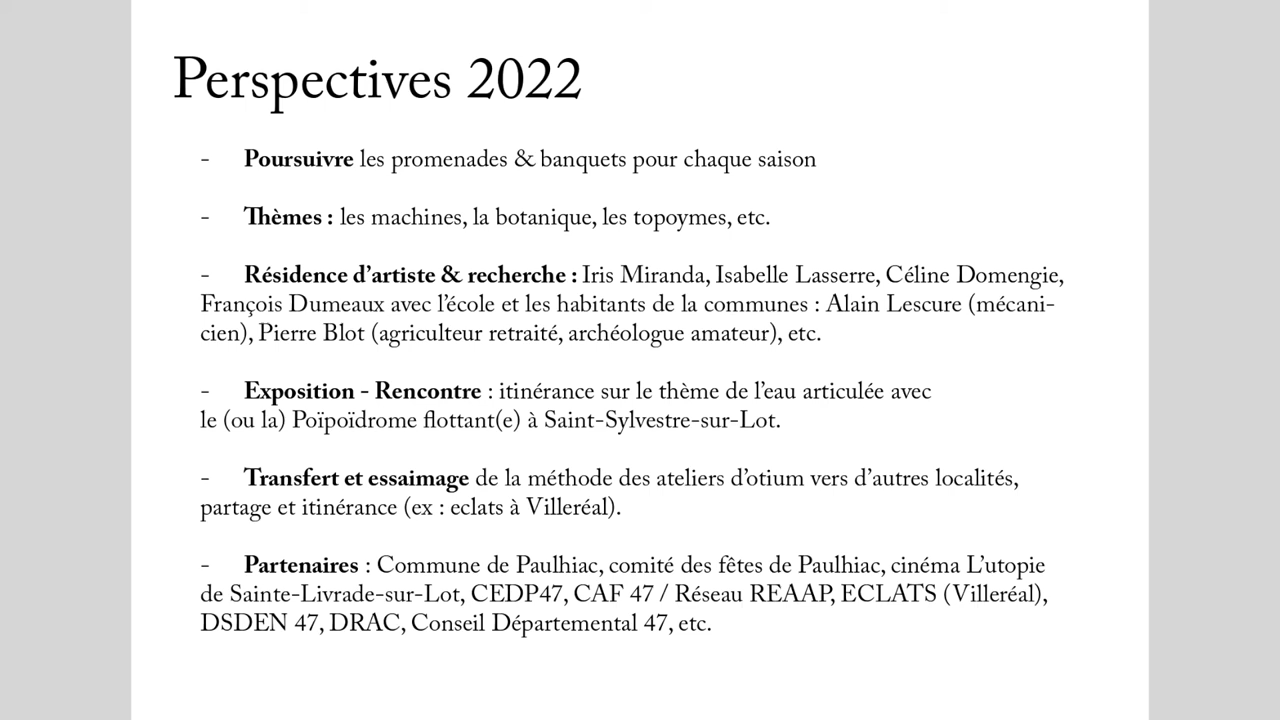 Perspectives 2022
- Poursuivre les promenades & banquets pour chaque saison
- Thèmes : les machines, la botanique, les topoymes, etc.
- Résidence d'artiste & recherche : Iris Miranda, Isabelle Lasserre, Céline Domengie,
François Dumeaux avec l'école et les habitants de la communes : Alain Lescure (mécani-
cien), Pierre Blot (agriculteur retraité, archéologue amateur), etc.
- Exposition - Rencontre : itinérance sur le thème de l'eau articulée avec
le (ou la) Poïpoïdrome flottant(e) à Saint-Sylvestre-sur-Lot.
- Transfert et essaimage de la méthode des ateliers d'otium vers d'autres localités,
partage et itinérance (ex : eclats à Villeréal).
- Partenaires : Commune de Paulhiac, comité des fêtes de Paulhiac, cinéma L'utopie
de Sainte-Livrade-sur-Lot, CEDP47, CAF 47 / Réseau REAAP, ECLATS (Villeréal),
DSDEN 47, DRAC, Conseil Départemental 47, etc.